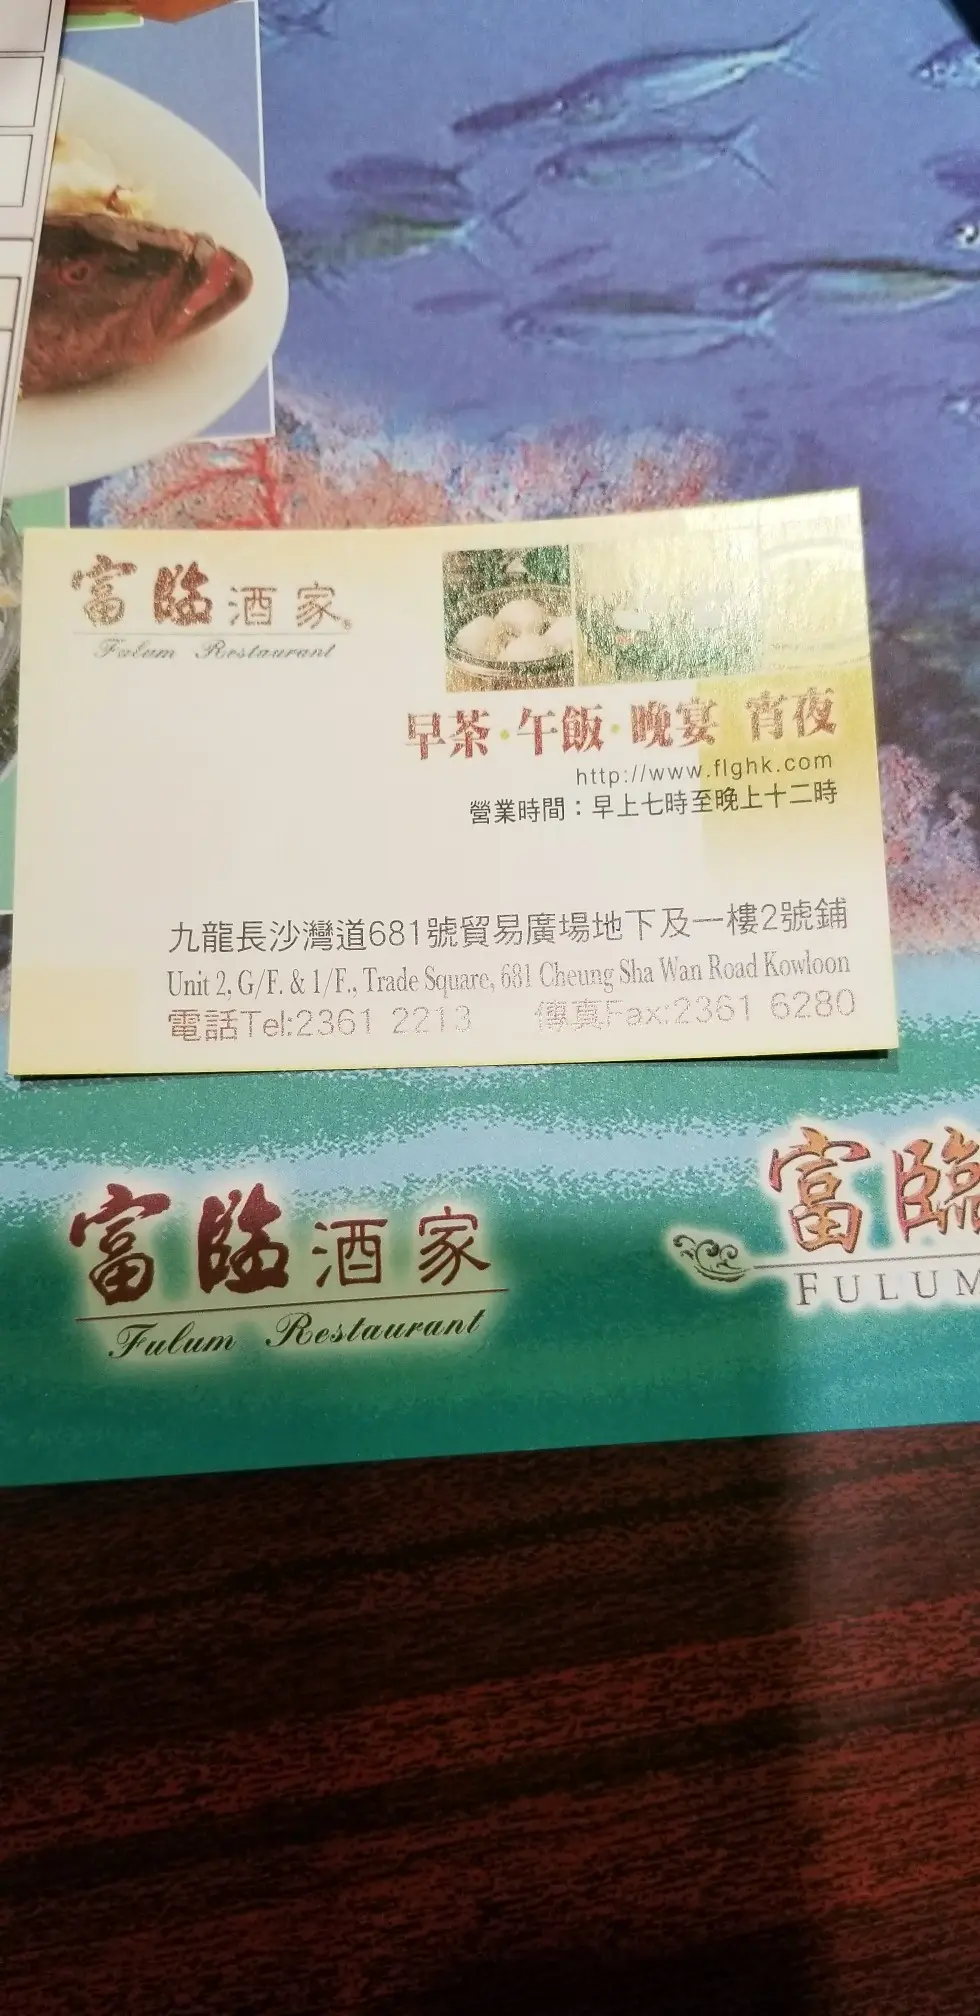 富臨酒家
Fulum Restaurant
早茶·午飯·晚宴 宵夜
http://www.flghk.com
營業時間：早上七時至晚上十二時
九龍長沙灣道681號貿易廣場地下及一樓2號鋪
Unit 2, G/F. & 1/F., Trade Square, 681 Cheung Sha Wan Road Kowloon
電話Tel:2361 2213 傳真Fax:2361 6280
富臨酒家
Fulum Restaurant
富臨
FULUM